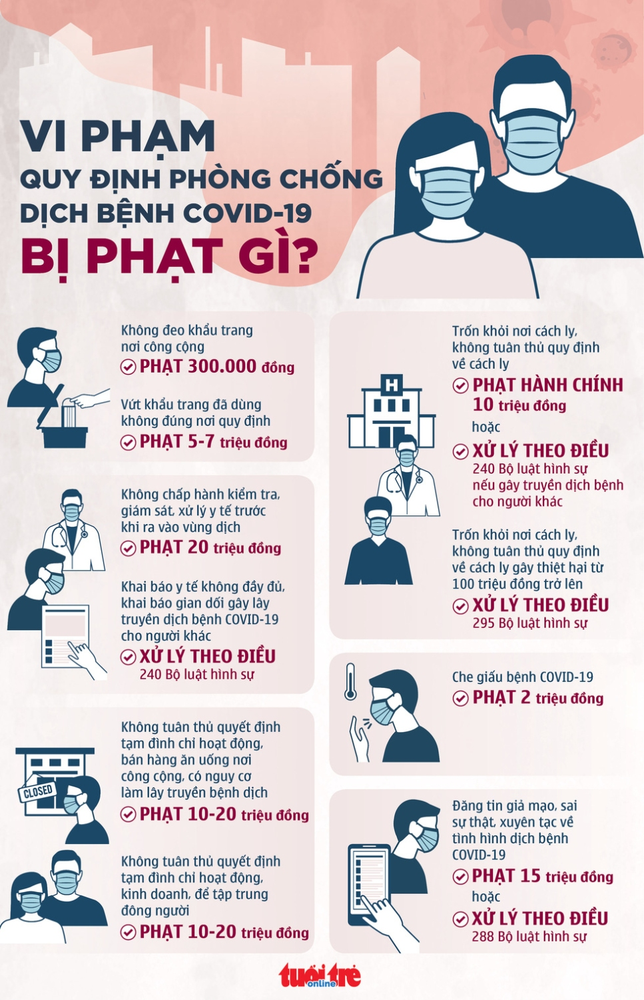 VI PHẠM
QUY ĐỊNH PHÒNG CHỐNG
DỊCH BỆNH COVID-19
BỊ PHẠT GÌ?
Không đeo khẩu trang
nơi công cộng
PHẠT 300.000 đồng
Vứt khẩu trang đã dùng
không đúng nơi quy định
PHẠT 5-7 triệu đồng
Không chấp hành kiểm tra,
giám sát, xử lý y tế trước
khi ra vào vùng dịch
PHẠT 20 triệu đồng
Khai báo y tế không đầy đủ,
khai báo gian dối gây lây
truyền dịch bệnh COVID-19
cho người khác
XỬ LÝ THEO ĐIỀU
240 Bộ luật hình sự
Không tuân thủ quyết định
tạm đình chỉ hoạt động,
bán hàng ăn uống nơi
công cộng, có nguy cơ
làm lây truyền bệnh dịch
PHẠT 10-20 triệu đồng
CLOSED
Không tuân thủ quyết định
tạm đình chỉ hoạt động,
kinh doanh, để tập trung
đông người
PHẠT 10-20 triệu đồng
H
Trốn khỏi nơi cách ly,
không tuân thủ quy định
về cách ly
PHẠT HÀNH CHÍNH
10 triệu đồng
hoặc
XỬ LÝ THEO ĐIỀU
240 Bộ luật hình sự
nếu gây truyền dịch bệnh
cho người khác
Trốn khỏi nơi cách ly,
không tuân thủ quy định
về cách ly gây thiệt hại từ
100 triệu đồng trở lên
XỬ LÝ THEO ĐIỀU
295 Bộ luật hình sự
Che giấu bệnh COVID-19
PHẠT 2 triệu đồng
Đăng tin giả mạo, sai
sự thật, xuyên tạc về
tình hình dịch bệnh
COVID-19
PHẠT 15 triệu đồng
hoặc
XỬ LÝ THEO ĐIỀU
288 Bộ luật hình sự
tuổi trẻ
online